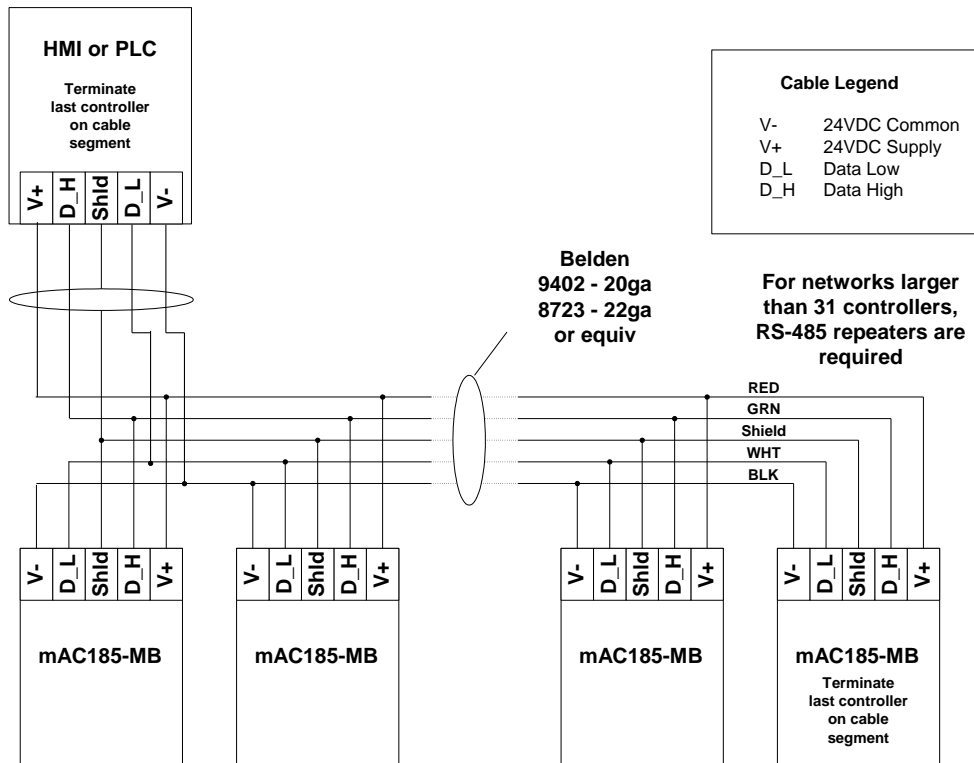 HMI or PLC
Terminate
last controller
on cable
segment
V+ D_H Shld D_L V-
Cable Legend
V- 24VDC Common
V+ 24VDC Supply
D_L Data Low
D_H Data High
Belden
9402 - 20ga
8723 - 22ga
or equiv
For networks larger
than 31 controllers,
RS-485 repeaters are
required
RED
GRN
Shield
WHT
BLK
V- D_L Shld D_H V+
mAC185-MB
V- D_L Shld D_H V+
mAC185-MB
V- D_L Shld D_H V+
mAC185-MB
V- D_L Shld D_H V+
mAC185-MB
Terminate
last controller
on cable
segment